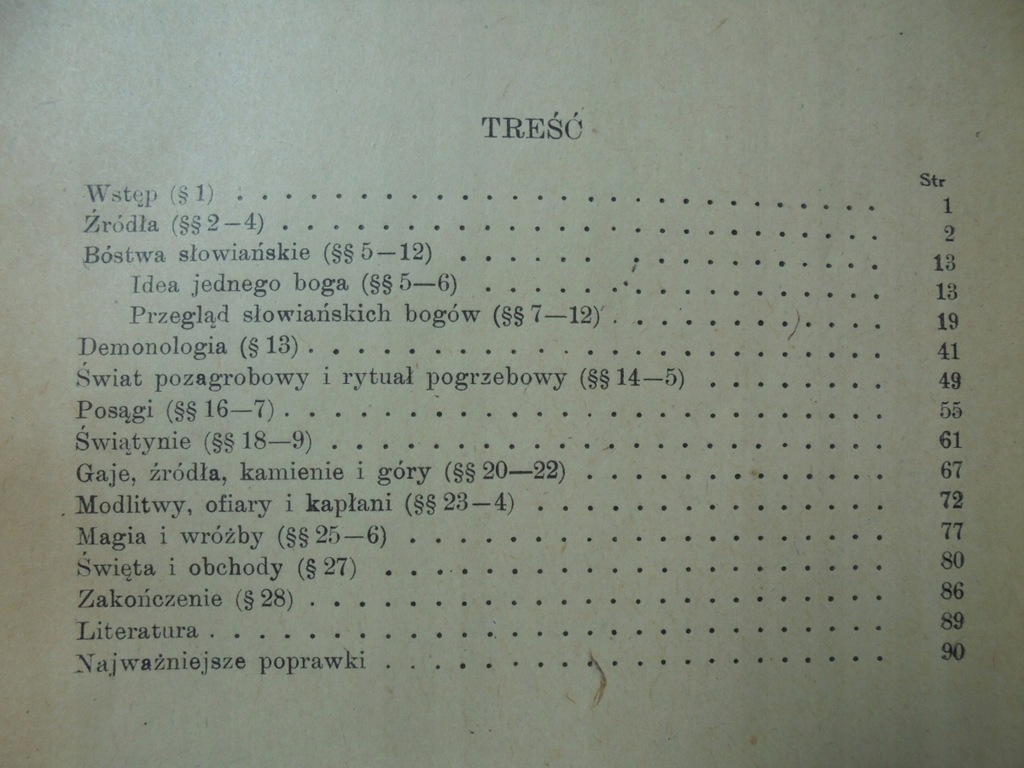 TREŚĆ
Str
Wstęp (§ 1) . . . . . . . . . . . . . . . . . . . . . . . . . . 1
Źródła (§§ 2—4) . . . . . . . . . . . . . . . . . . . . . . . . 2
Bóstwa słowiańskie (§§ 5—12) . . . . . . . . . . . . . . . . 13
Idea jednego boga (§§ 5—6) . . . . . . . . . . . . . . . . 13
Przegląd słowiańskich bogów (§§ 7—12) . . . . . . . . . . . 19
Demonologia (§ 13) . . . . . . . . . . . . . . . . . . . . . . . 41
Świat pozagrobowy i rytuał pogrzebowy (§§ 14—5) . . . . . . . 49
Posągi (§§ 16—7) . . . . . . . . . . . . . . . . . . . . . . . . 55
Świątynie (§§ 18—9) . . . . . . . . . . . . . . . . . . . . . . 61
Gaje, źródła, kamienie i góry (§§ 20—22) . . . . . . . . . . . . 67
Modlitwy, ofiary i kapłani (§§ 23—4) . . . . . . . . . . . . . . 72
Magia i wróżby (§§ 25—6) . . . . . . . . . . . . . . . . . . . 77
Święta i obchody (§ 27) . . . . . . . . . . . . . . . . . . . . 80
Zakończenie (§ 28) . . . . . . . . . . . . . . . . . . . . . . . 86
Literatura . . . . . . . . . . . . . . . . . . . . . . . . . . . 89
Najważniejsze poprawki . . . . . . . . . . . . . . . . . . . . 90